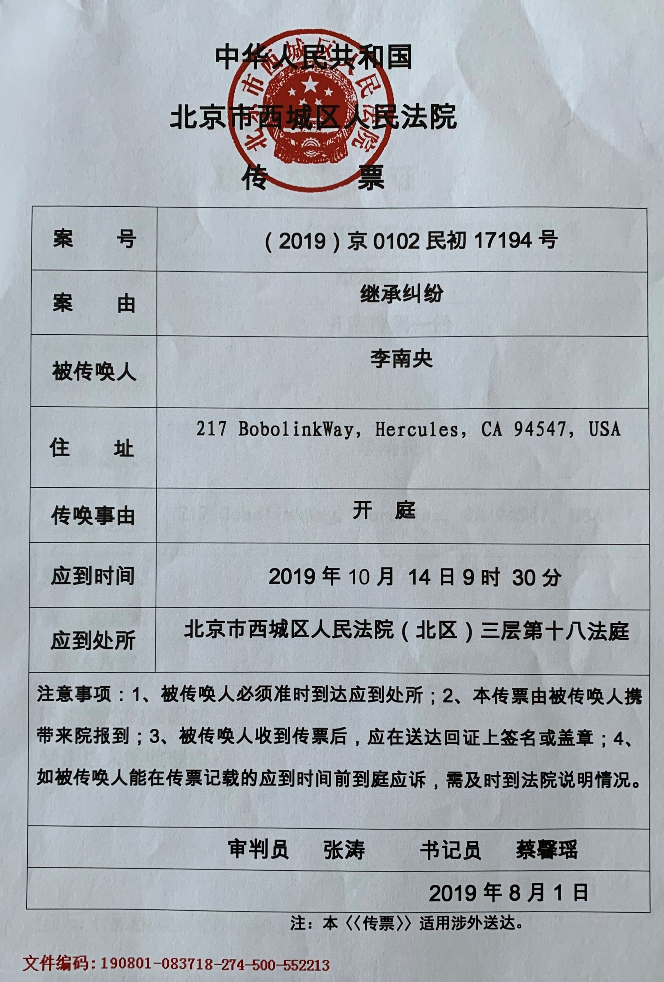 中华人民共和国
北京市西城区人民法院
北京市西城区人民法院
传 票
案 号 （2019）京 0102 民初 17194 号
案 由 继承纠纷
被传唤人 李南央
住 址 217 BobolinkWay, Hercules, CA 94547, USA
传唤事由 开 庭
应到时间 2019 年 10 月 14 日 9 时 30 分
应到处所 北京市西城区人民法院（北区）三层第十八法庭
注意事项：1、被传唤人必须准时到达应到处所；2、本传票由被传唤人携
带来院报到；3、被传唤人收到传票后，应在送达回证上签名或盖章；4、
如被传唤人能在传票记载的应到时间前到庭应诉，需及时到法院说明情况。
审判员 张涛 书记员 蔡馨瑶
2019 年 8 月 1 日
注：本《〈传票》〉适用涉外送达。
文件编码：190801-083718-274-500-552213